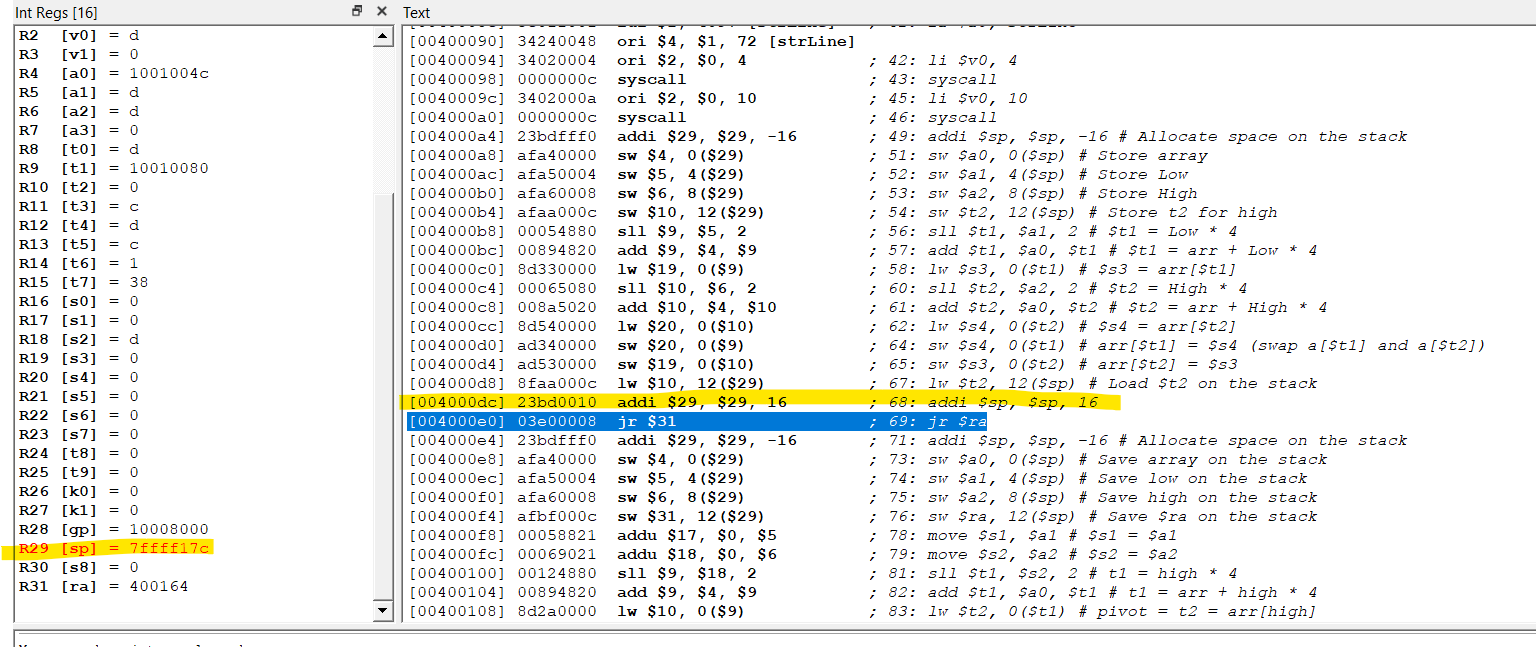 Int Regs [16]
R2 [v0] = d
R3 [v1] = 0
R4 [a0] = 1001004c
R5 [a1] = d
R6 [a2] = d
R7 [a3] = 0
R8 [t0] = d
R9 [t1] = 10010080
R10 [t2] = 0
R11 [t3] = c
R12 [t4] = d
R13 [t5] = c
R14 [t6] = 1
R15 [t7] = 38
R16 [s0] = 0
R17 [s1] = 0
R18 [s2] = d
R19 [s3] = 0
R20 [s4] = 0
R21 [s5] = 0
R22 [s6] = 0
R23 [s7] = 0
R24 [t8] = 0
R25 [t9] = 0
R26 [k0] = 0
R27 [k1] = 0
R28 [gp] = 10008000
R29 [sp] = 7ffff17c
R30 [s8] = 0
R31 [ra] = 400164
Text
[00400090] 34240048 ori $4, $1, 72 [strLine]
[00400094] 34020004 ori $2, $0, 4 ; 42: li $v0, 4
[00400098] 0000000c syscall ; 43: syscall
[0040009c] 3402000a ori $2, $0, 10 ; 45: li $v0, 10
[004000a0] 0000000c syscall ; 46: syscall
[004000a4] 23bdfff0 addi $29, $29, -16 ; 49: addi $sp, $sp, -16 # Allocate space on the stack
[004000a8] afa40000 sw $4, 0($29) ; 51: sw $a0, 0($sp) # Store array
[004000ac] afa50004 sw $5, 4($29) ; 52: sw $a1, 4($sp) # Store Low
[004000b0] afa60008 sw $6, 8($29) ; 53: sw $a2, 8($sp) # Store High
[004000b4] afaa000c sw $10, 12($29) ; 54: sw $t2, 12($sp) # Store t2 for high
[004000b8] 00054880 sll $9, $5, 2 ; 56: sll $t1, $a1, 2 # $t1 = Low * 4
[004000bc] 00894820 add $9, $4, $9 ; 57: add $t1, $a0, $t1 # $t1 = arr + Low * 4
[004000c0] 8d330000 lw $19, 0($9) ; 58: lw $s3, 0($t1) # $s3 = arr[$t1]
[004000c4] 00065080 sll $10, $6, 2 ; 60: sll $t2, $a2, 2 # $t2 = High * 4
[004000c8] 008a5020 add $10, $4, $10 ; 61: add $t2, $a0, $t2 # $t2 = arr + High * 4
[004000cc] 8d540000 lw $20, 0($10) ; 62: lw $s4, 0($t2) # $s4 = arr[$t2]
[004000d0] ad340000 sw $20, 0($9) ; 64: sw $s4, 0($t1) # arr[$t1] = $s4 (swap a[$t1] and a[$t2])
[004000d4] ad530000 sw $19, 0($10) ; 65: sw $s3, 0($t2) # arr[$t2] = $s3
[004000d8] 8faa000c lw $10, 12($29) ; 67: lw $t2, 12($sp) # Load $t2 on the stack
[004000dc] 23bd0010 addi $29, $29, 16 ; 68: addi $sp, $sp, 16
[004000e0] 03e00008 jr $31 ; 69: jr $ra
[004000e4] 23bdfff0 addi $29, $29, -16 ; 71: addi $sp, $sp, -16 # Allocate space on the stack
[004000e8] afa40000 sw $4, 0($29) ; 73: sw $a0, 0($sp) # Save array on the stack
[004000ec] afa50004 sw $5, 4($29) ; 74: sw $a1, 4($sp) # Save low on the stack
[004000f0] afa60008 sw $6, 8($29) ; 75: sw $a2, 8($sp) # Save high on the stack
[004000f4] afbf000c sw $31, 12($29) ; 76: sw $ra, 12($sp) # Save $ra on the stack
[004000f8] 00058821 addu $17, $0, $5 ; 78: move $s1, $a1 # $s1 = $a1
[004000fc] 00069021 addu $18, $0, $6 ; 79: move $s2, $a2 # $s2 = $a2
[00400100] 00124880 sll $9, $18, 2 ; 81: sll $t1, $s2, 2 # t1 = high * 4
[00400104] 00894820 add $9, $4, $9 ; 82: add $t1, $a0, $t1 # t1 = arr + high * 4
[00400108] 8d2a0000 lw $10, 0($9) ; 83: lw $t2, 0($t1) # pivot = t2 = arr[high]